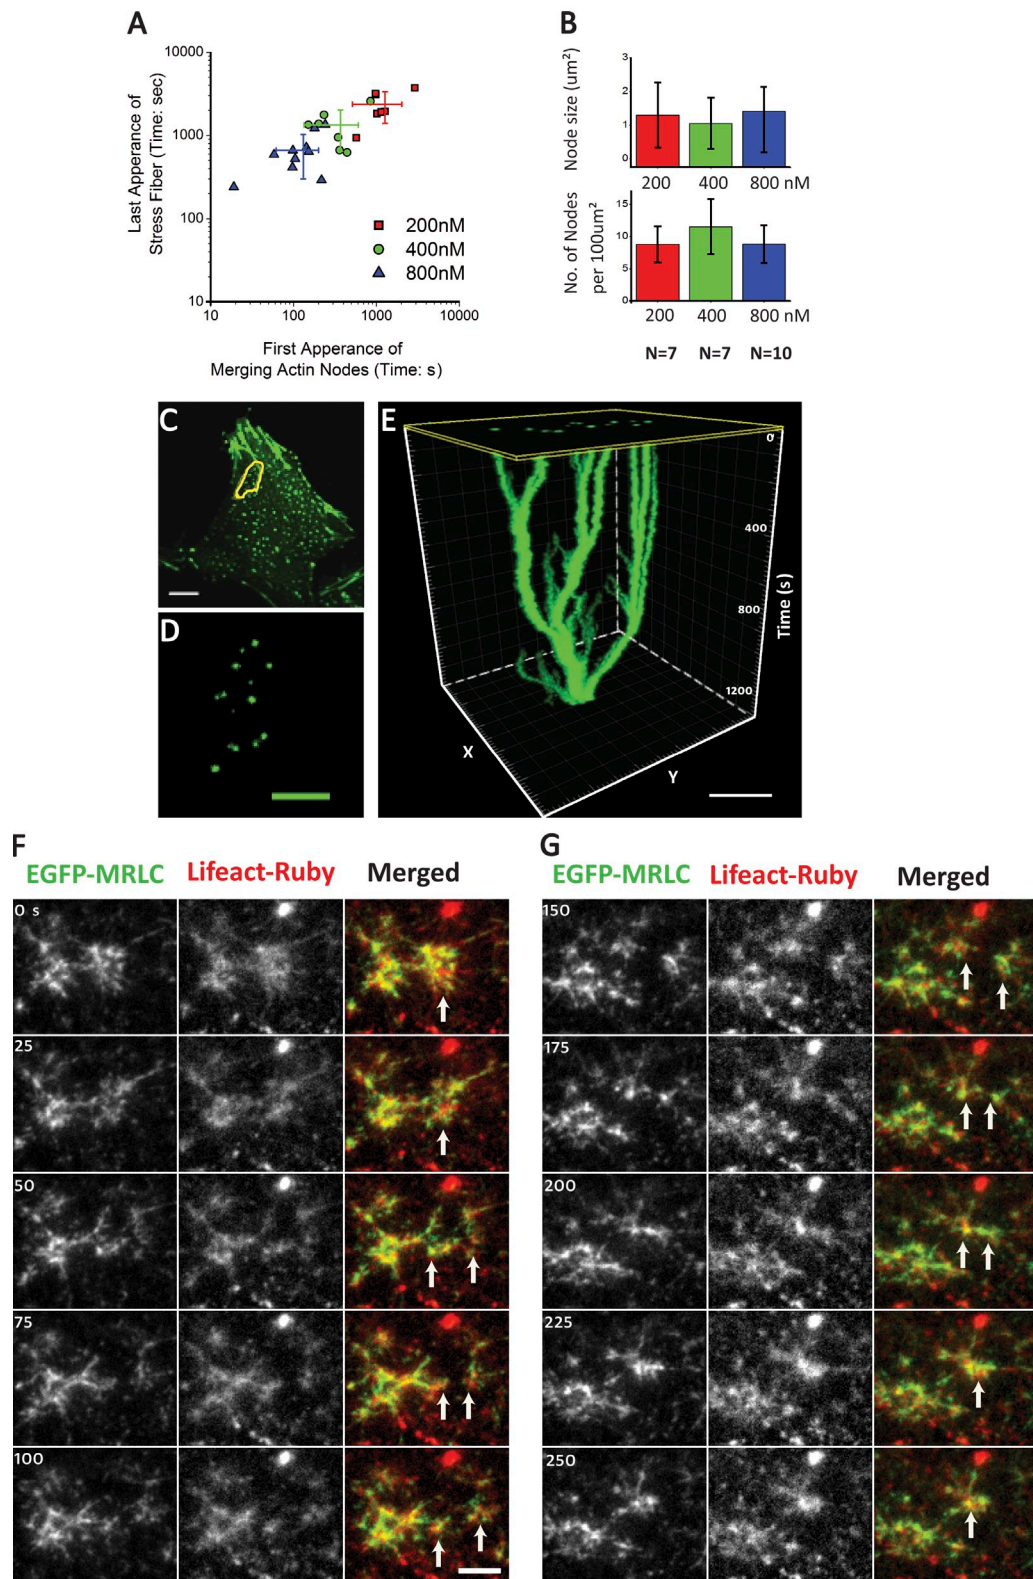 A
10000
1000
100
10
10
100
1000
10000
Last Apperance of
Stress Fiber (Time: sec)
200nM
400nM
800nM
First Apperance of
Merging Actin Nodes (Time: s)
B
Node size (um²)
3
2
1
0
200
400
800 nM
No. of Nodes
per 100um²
15
10
5
0
200
400
800 nM
N=7
N=7
N=10
C
D
E
0
400
800
1200
Time (s)
X
Y
F
EGFP-MRLC
Lifeact-Ruby
Merged
0 s
25
50
75
100
G
EGFP-MRLC
Lifeact-Ruby
Merged
150
175
200
225
250